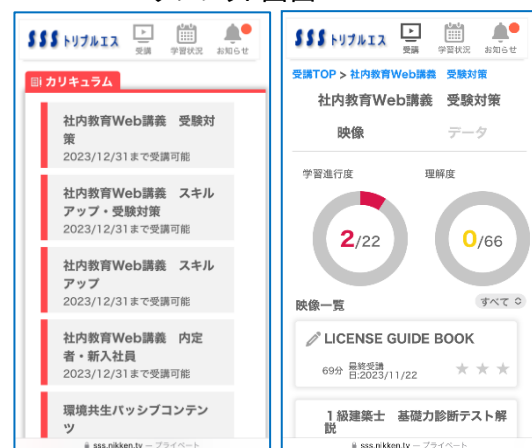 SSS トリプルエス
受講
学習状況
お知らせ
カリキュラム
社内教育Web講義 受験対
策
2023/12/31まで受講可能
社内教育Web講義 スキル
アップ・受験対策
2023/12/31まで受講可能
社内教育Web講義 スキル
アップ
2023/12/31まで受講可能
社内教育Web講義 内定
者・新入社員
2023/12/31まで受講可能
環境共生パッシブコンテン
ツ
sss.nikken.tv — プライベート
SSS トリプルエス
受講
学習状況
お知らせ
受講TOP > 社内教育Web講義 受験対策
社内教育Web講義 受験対策
映像
データ
学習進行度
理解度
2/22
0/66
映像一覧
すべて
LICENSE GUIDE BOOK
69分
最終受講
日:2023/11/22
★ ★ ★
1級建築士 基礎力診断テスト解
説
sss.nikken.tv — プライベート